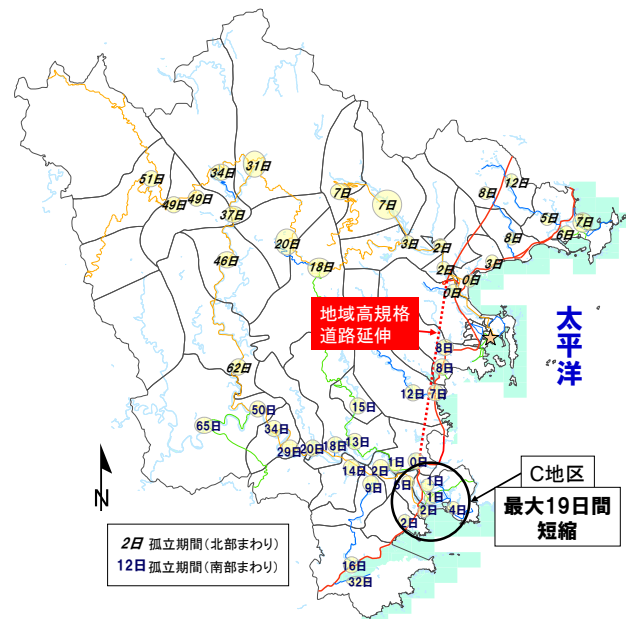 31日
34日
51日
49日
49日
37日
7日
7日
12日
8日
5日
7日
6日
8日
3日
20日
18日
46日
3日
2日
2日
0日
0日
地域高規格
道路延伸
太平洋
8日
8日
62日
12日
7日
50日
65日
34日
15日
29日
20日
18日
13日
14日
2日
1日
0日
9日
5日
1日
1日
2日
4日
2日
C地区
最大19日間
短縮
N
2日 孤立期間(北部まわり)
12日 孤立期間(南部まわり)
16日
32日